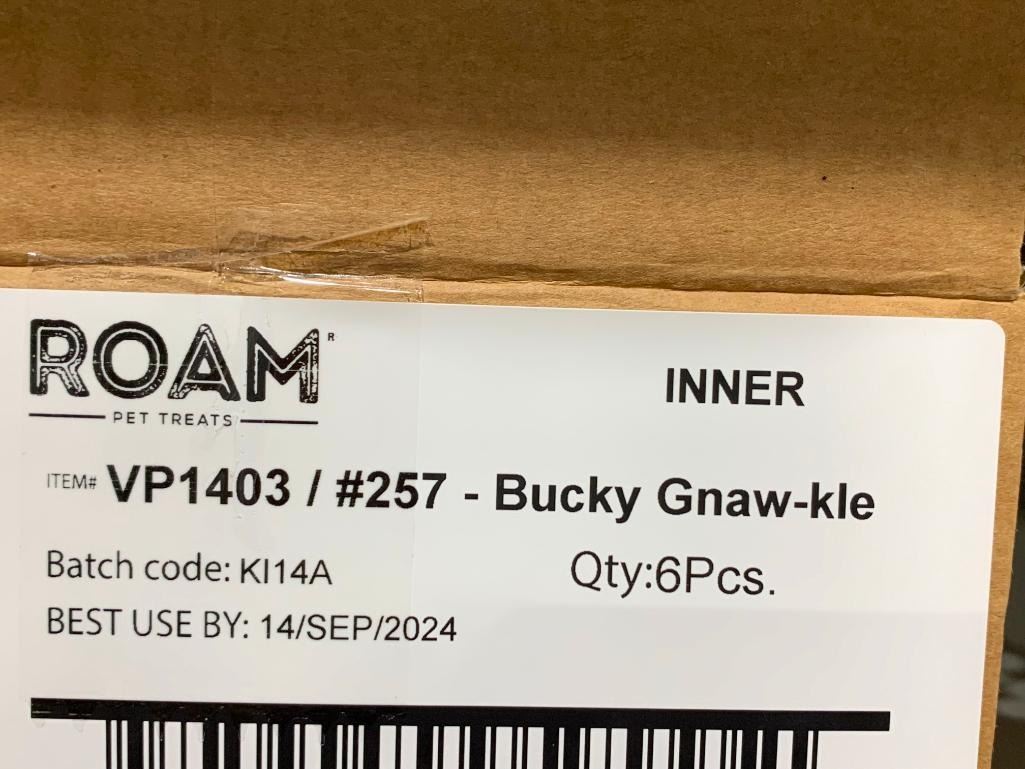 ROAM®
PET TREATS
INNER
ITEM# VP1403 / #257 - Bucky Gnaw-kle
Batch code: KI14A
Qty:6Pcs.
BEST USE BY: 14/SEP/2024